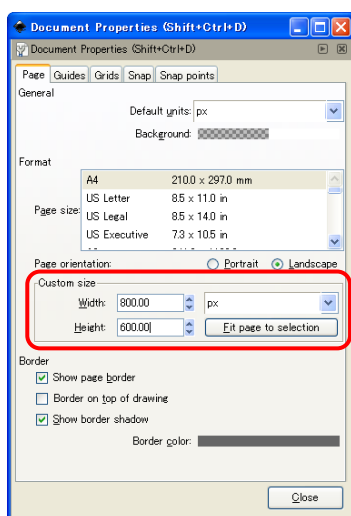 Document Properties (Shift+Ctrl+D)
Document Properties (Shift+Ctrl+D)
Page Guides Grids Snap Snap points
General
Default units: px
Background:
Format
Page size:
A4 210.0 x 297.0 mm
US Letter 8.5 x 11.0 in
US Legal 8.5 x 14.0 in
US Executive 7.3 x 10.5 in
Page orientation: Portrait Landscape
Custom size
Width: 800.00 px
Height: 600.00 Fit page to selection
Border
Show page border
Border on top of drawing
Show border shadow
Border color:
Close